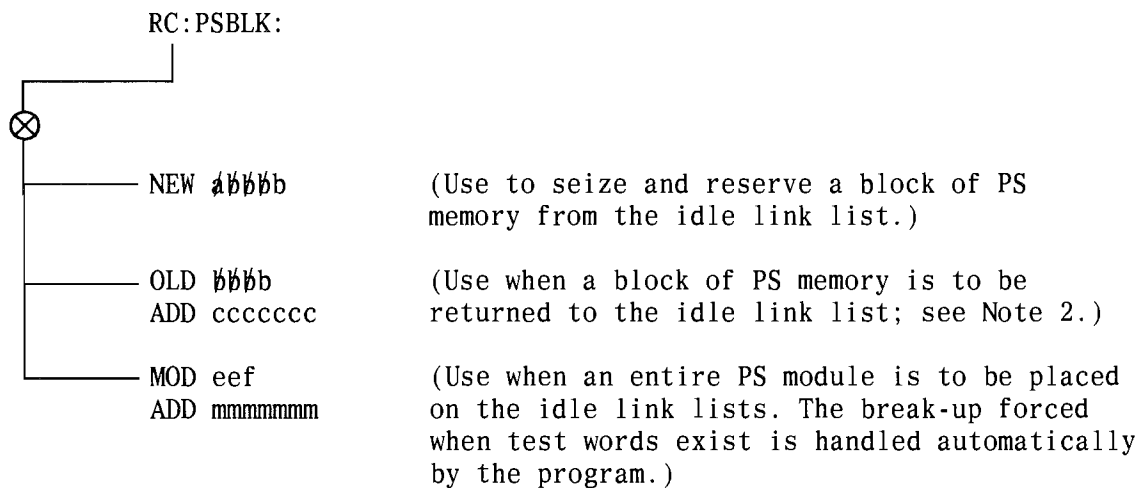 RC:PSBLK:
NEW a̸b̸b̸b̸b (Use to seize and reserve a block of PS
memory from the idle link list.)
OLD b̸b̸b̸b (Use when a block of PS memory is to be
ADD ccccccc returned to the idle link list; see Note 2.)
MOD eef (Use when an entire PS module is to be placed
ADD mmmmmmm on the idle link lists. The break-up forced
when test words exist is handled automatically
by the program.)